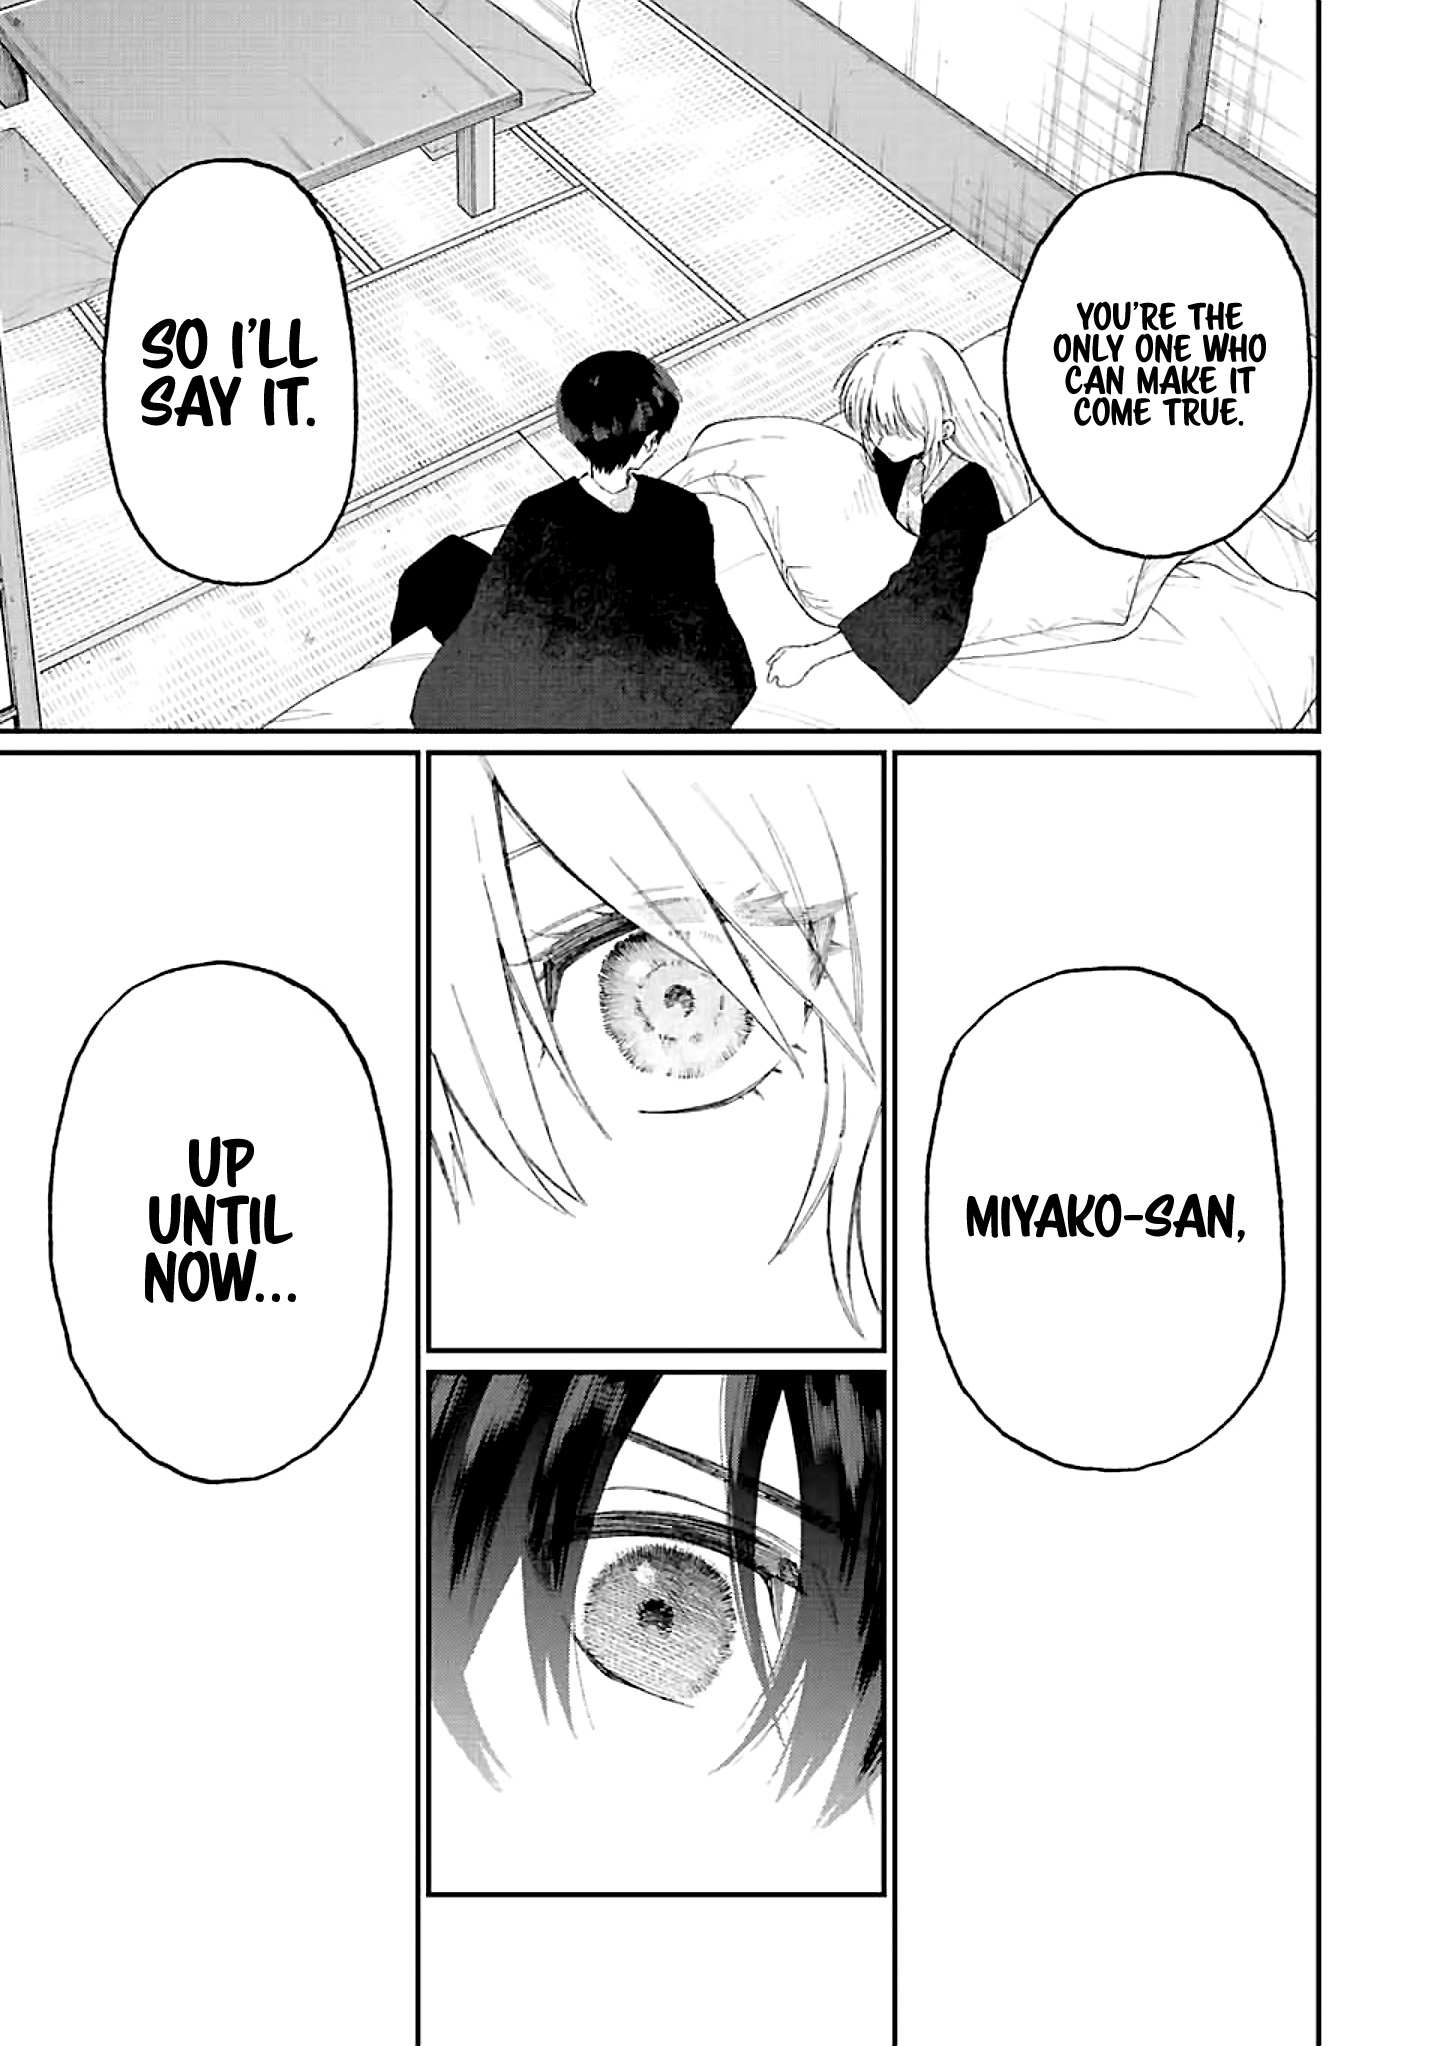 YOU'RE THE
ONLY ONE WHO
CAN MAKE IT
COME TRUE.
SO I'LL
SAY IT.
MIYAKO-SAN,
UP
UNTIL
NOW...